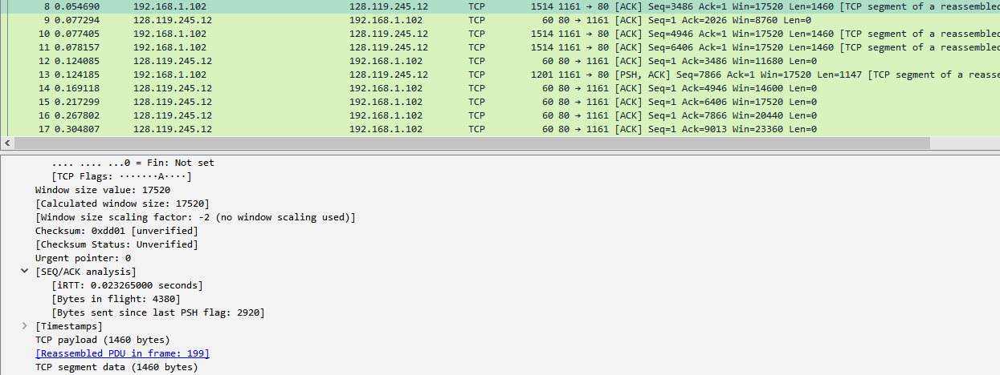 8 0.054690 192.168.1.102 128.119.245.12 TCP 1514 1161 → 80 [ACK] Seq=3486 Ack=1 Win=17520 Len=1460 [TCP segment of a reassembled
9 0.077294 128.119.245.12 192.168.1.102 TCP 60 80 → 1161 [ACK] Seq=1 Ack=2026 Win=8760 Len=0
10 0.077405 192.168.1.102 128.119.245.12 TCP 1514 1161 → 80 [ACK] Seq=4946 Ack=1 Win=17520 Len=1460 [TCP segment of a reassembled
11 0.078157 192.168.1.102 128.119.245.12 TCP 1514 1161 → 80 [ACK] Seq=6406 Ack=1 Win=17520 Len=1460 [TCP segment of a reassembled
12 0.124085 128.119.245.12 192.168.1.102 TCP 60 80 → 1161 [ACK] Seq=1 Ack=3486 Win=11680 Len=0
13 0.124185 192.168.1.102 128.119.245.12 TCP 1201 1161 → 80 [PSH, ACK] Seq=7866 Ack=1 Win=17520 Len=1147 [TCP segment of a reasse
14 0.169118 128.119.245.12 192.168.1.102 TCP 60 80 → 1161 [ACK] Seq=1 Ack=4946 Win=14600 Len=0
15 0.217299 128.119.245.12 192.168.1.102 TCP 60 80 → 1161 [ACK] Seq=1 Ack=6406 Win=17520 Len=0
16 0.267802 128.119.245.12 192.168.1.102 TCP 60 80 → 1161 [ACK] Seq=1 Ack=7866 Win=20440 Len=0
17 0.304807 128.119.245.12 192.168.1.102 TCP 60 80 → 1161 [ACK] Seq=1 Ack=9013 Win=23360 Len=0
.... .... ...0 = Fin: Not set
[TCP Flags: ·······A····]
Window size value: 17520
[Calculated window size: 17520]
[Window size scaling factor: -2 (no window scaling used)]
Checksum: 0xdd01 [unverified]
[Checksum Status: Unverified]
Urgent pointer: 0
[SEQ/ACK analysis]
[iRTT: 0.023265000 seconds]
[Bytes in flight: 4380]
[Bytes sent since last PSH flag: 2920]
[Timestamps]
TCP payload (1460 bytes)
[Reassembled PDU in frame: 199]
TCP segment data (1460 bytes)